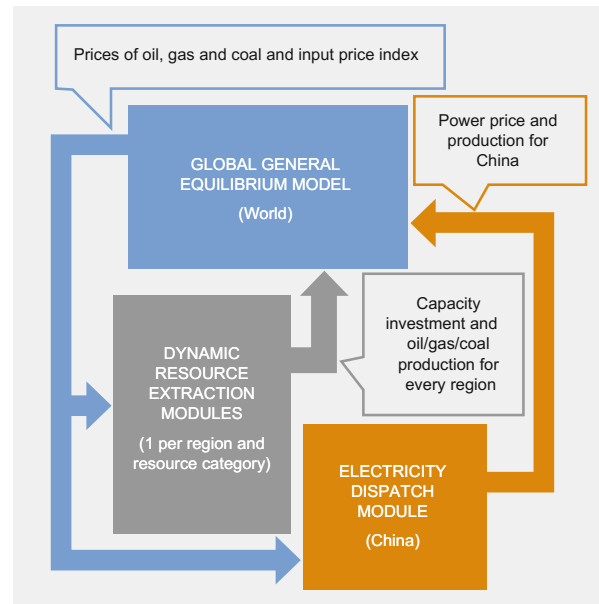 Prices of oil, gas and coal and input price index
Power price and
production for
China
GLOBAL GENERAL
EQUILIBRIUM MODEL
(World)
Capacity
investment and
oil/gas/coal
production for
every region
DYNAMIC
RESOURCE
EXTRACTION
MODULES
(1 per region and
resource category)
ELECTRICITY
DISPATCH
MODULE
(China)